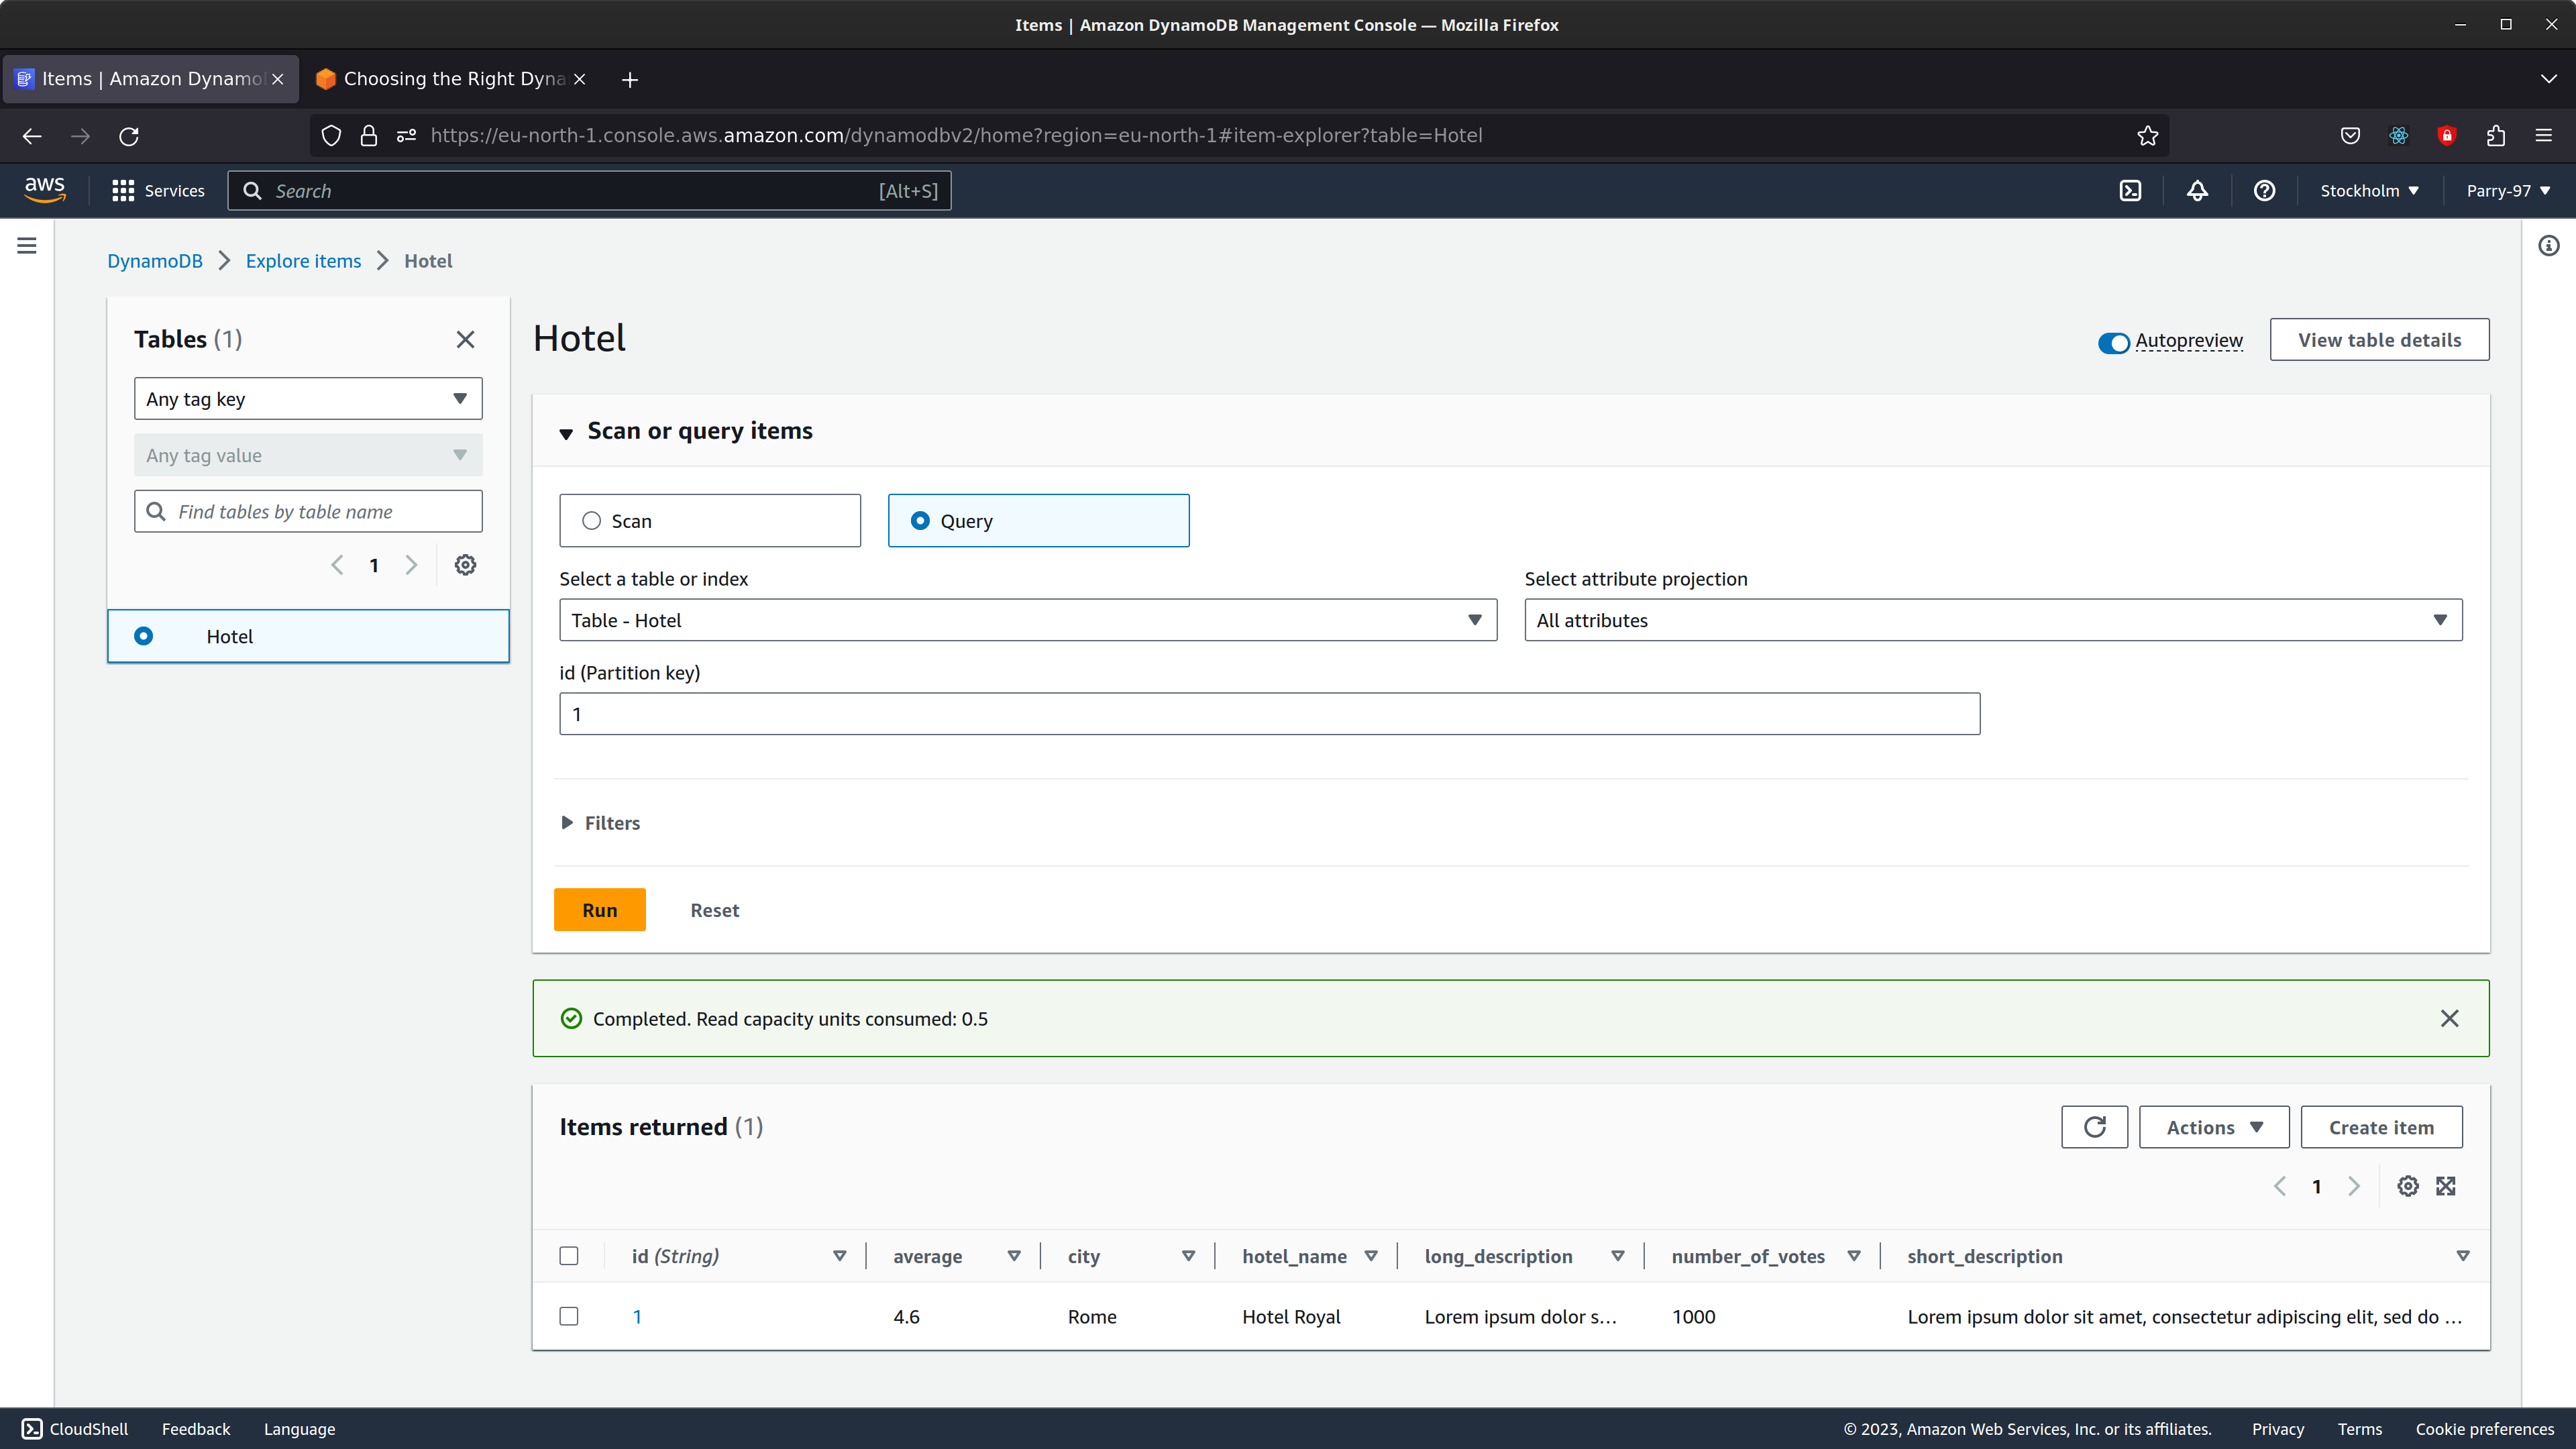 Items | Amazon DynamoDB Management Console — Mozilla Firefox
Items | Amazon Dynamo
Choosing the Right Dyna
https://eu-north-1.console.aws.amazon.com/dynamodbv2/home?region=eu-north-1#item-explorer?table=Hotel
aws
Services
Search
[Alt+S]
Stockholm
Parry-97
DynamoDB
Explore items
Hotel
Tables (1)
Any tag key
Any tag value
Find tables by table name
1
Hotel
Hotel
Autopreview
View table details
Scan or query items
Scan
Query
Select a table or index
Select attribute projection
Table - Hotel
All attributes
id (Partition key)
1
Filters
Run
Reset
Completed. Read capacity units consumed: 0.5
Items returned (1)
Actions
Create item
1
id (String)
average
city
hotel_name
long_description
number_of_votes
short_description
1
4.6
Rome
Hotel Royal
Lorem ipsum dolor s...
1000
Lorem ipsum dolor sit amet, consectetur adipiscing elit, sed do ...
CloudShell
Feedback
Language
© 2023, Amazon Web Services, Inc. or its affiliates.
Privacy
Terms
Cookie preferences